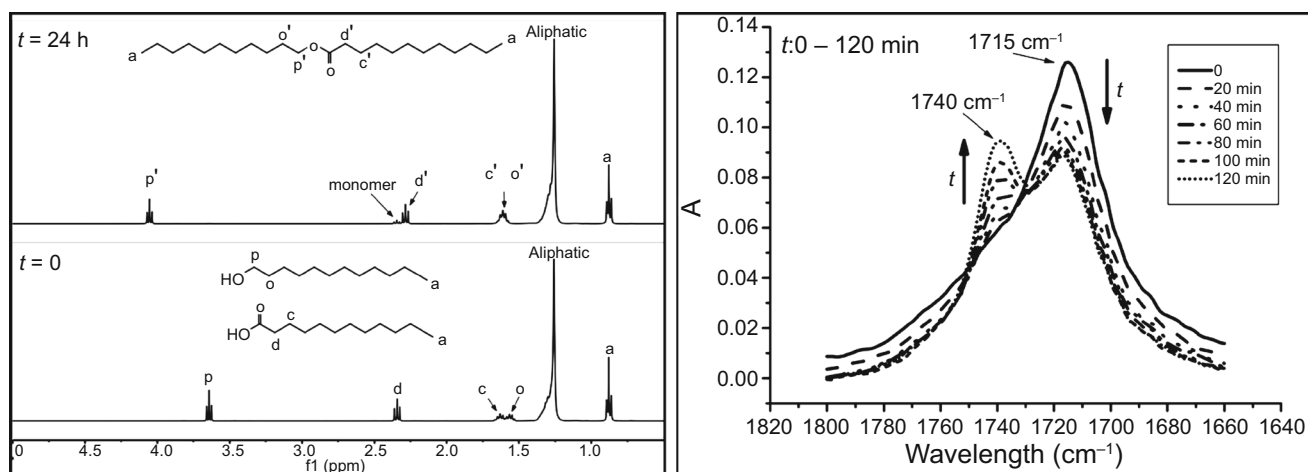 t = 24 h
Aliphatic
o'
d'
a
a
O
p'
o
c'
p'
monomer
d'
c'
o'
a
t = 0
Aliphatic
p
HO
o
a
o
c
HO
d
a
p
d
c
o
a
.0 4.5 4.0 3.5 3.0 2.5 2.0 1.5 1.0
f1 (ppm)
t:0 – 120 min
1715 cm⁻¹
1740 cm⁻¹
t
t
0
20 min
40 min
60 min
80 min
100 min
120 min
0.14
0.12
0.10
0.08
0.06
0.04
0.02
0.00
A
1820 1800 1780 1760 1740 1720 1700 1680 1660 1640
Wavelength (cm⁻¹)